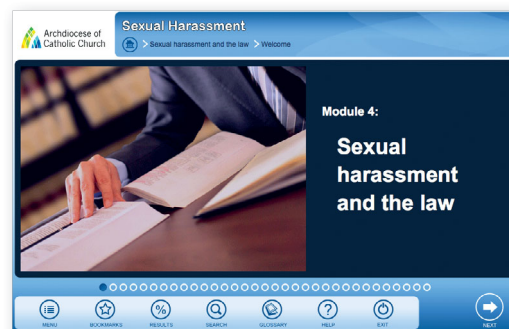 Archdiocese of
Catholic Church
Sexual Harassment
> Sexual harassment and the law > Welcome
Module 4:
Sexual
harassment
and the law
MENU
BOOKMARKS
%
RESULTS
SEARCH
GLOSSARY
?
HELP
EXIT
NEXT